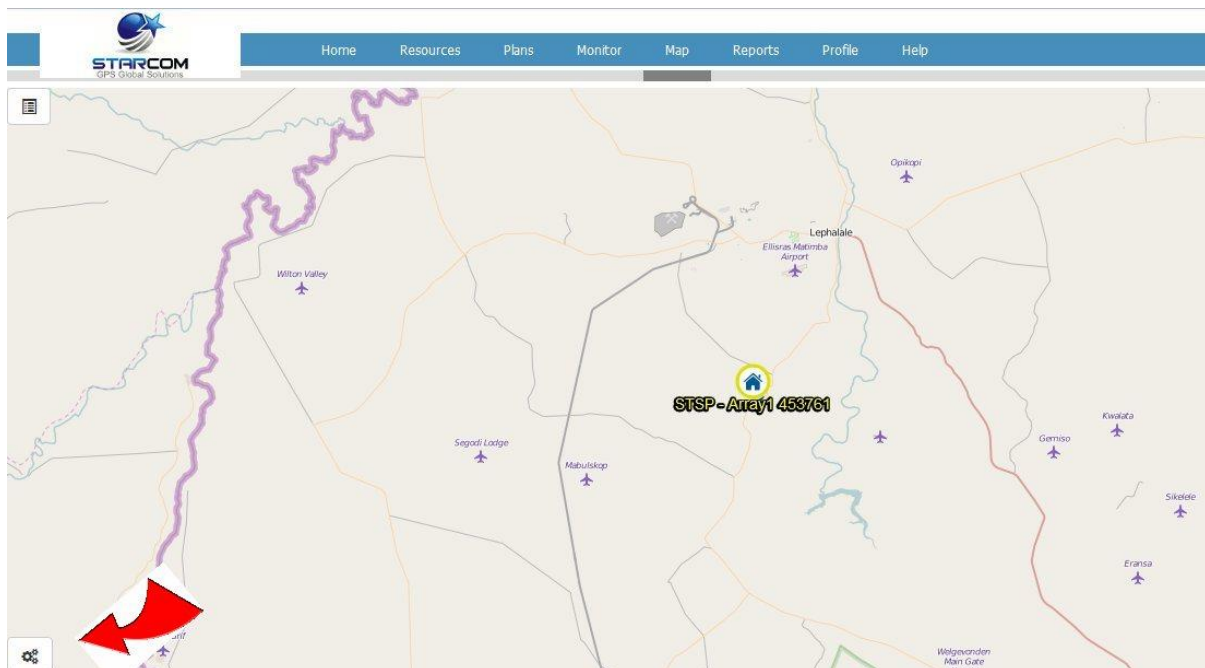 STARCOM
GPS Global Solutions
Home Resources Plans Monitor Map Reports Profile Help
Opikopi
Lephalale
Ellisras Matimba
Airport
Wilton Valley
STSP - Array1 453761
Kwalata
Gemiso
Segodi Lodge
Mabulskop
Sikelele
Eransa
Welgevonden
Main Gate